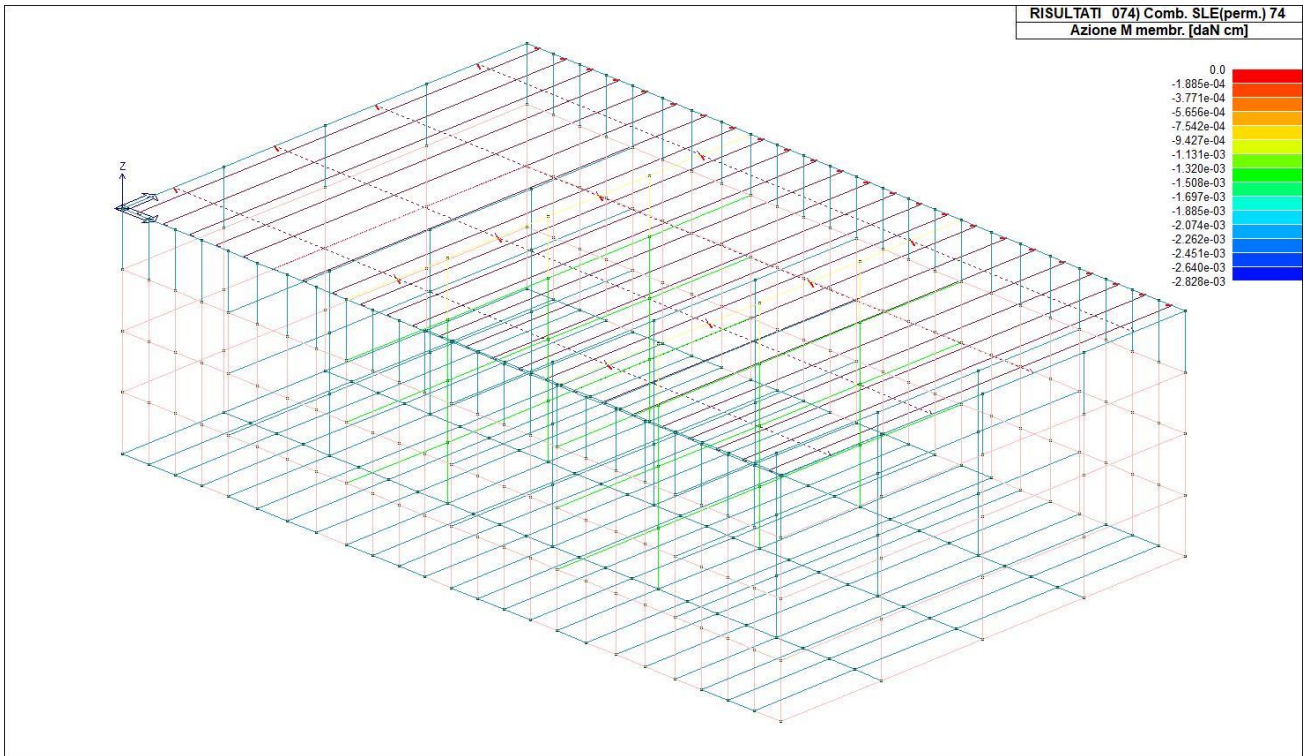 RISULTATI 074) Comb. SLE(perm.) 74
Azione M membr. [daN cm]
0.0
-1.885e-04
-3.771e-04
-5.656e-04
-7.542e-04
-9.427e-04
-1.131e-03
-1.320e-03
-1.508e-03
-1.697e-03
-1.885e-03
-2.074e-03
-2.262e-03
-2.451e-03
-2.640e-03
-2.828e-03
Z